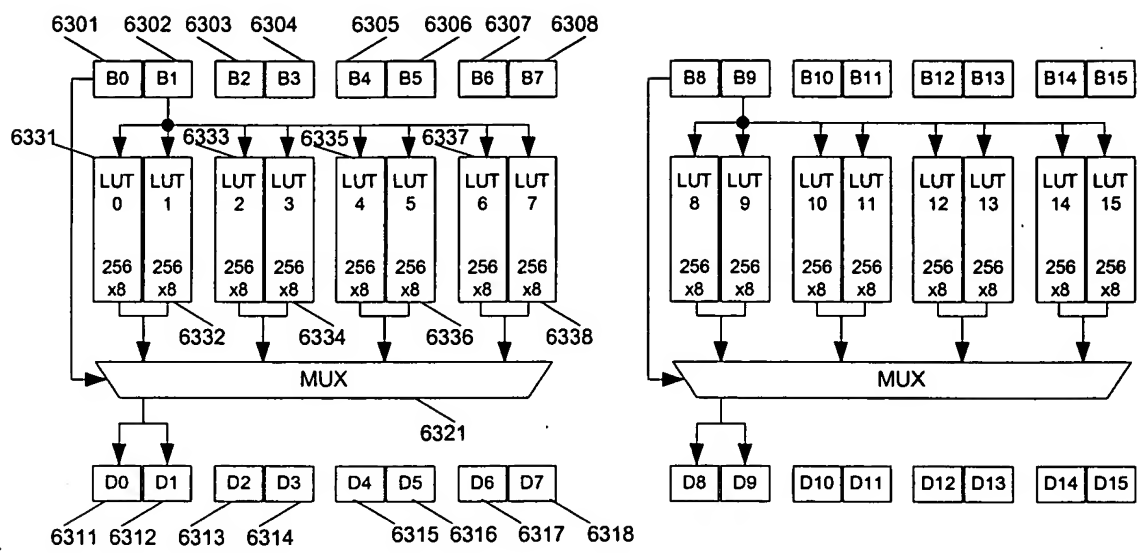 6301 6302 6303 6304 6305 6306 6307 6308
B0 B1 B2 B3 B4 B5 B6 B7 B8 B9 B10 B11 B12 B13 B14 B15
6331 6333 6335 6337
LUT LUT LUT LUT LUT LUT LUT LUT LUT LUT LUT LUT LUT LUT LUT LUT
0 1 2 3 4 5 6 7 8 9 10 11 12 13 14 15
256 256 256 256 256 256 256 256 256 256 256 256 256 256 256 256
x8 x8 x8 x8 x8 x8 x8 x8 x8 x8 x8 x8 x8 x8 x8 x8
6332 6334 6336 6338
MUX MUX
6321
D0 D1 D2 D3 D4 D5 D6 D7 D8 D9 D10 D11 D12 D13 D14 D15
6311 6312 6313 6314 6315 6316 6317 6318